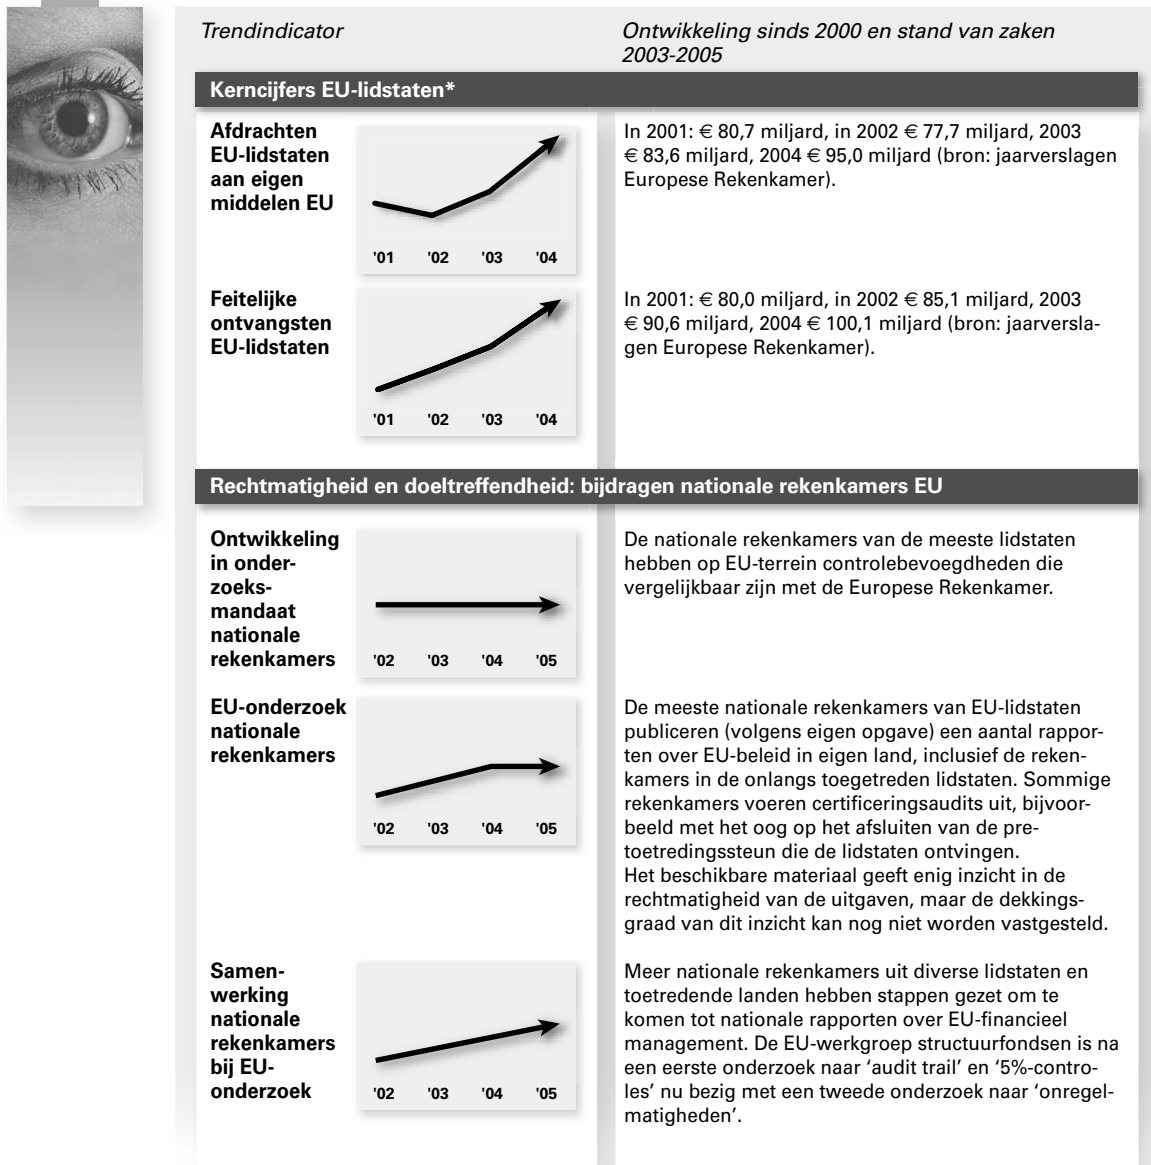 Trendindicator
Ontwikkeling sinds 2000 en stand van zaken
2003-2005
Kerncijfers EU-lidstaten*
Afdrachten
EU-lidstaten
aan eigen
middelen EU
'01 '02 '03 '04
In 2001: € 80,7 miljard, in 2002 € 77,7 miljard, 2003
€ 83,6 miljard, 2004 € 95,0 miljard (bron: jaarverslagen
Europese Rekenkamer).
Feitelijke
ontvangsten
EU-lidstaten
'01 '02 '03 '04
In 2001: € 80,0 miljard, in 2002 € 85,1 miljard, 2003
€ 90,6 miljard, 2004 € 100,1 miljard (bron: jaarversla-
gen Europese Rekenkamer).
Rechtmatigheid en doeltreffendheid: bijdragen nationale rekenkamers EU
Ontwikkeling
in onder-
zoeks-
mandaat
nationale
rekenkamers
'02 '03 '04 '05
De nationale rekenkamers van de meeste lidstaten
hebben op EU-terrein controlebevoegdheden die
vergelijkbaar zijn met de Europese Rekenkamer.
EU-onderzoek
nationale
rekenkamers
'02 '03 '04 '05
De meeste nationale rekenkamers van EU-lidstaten
publiceren (volgens eigen opgave) een aantal rappor-
ten over EU-beleid in eigen land, inclusief de reken-
kamers in de onlangs toegetreden lidstaten. Sommige
rekenkamers voeren certificeringsaudits uit, bijvoor-
beeld met het oog op het afsluiten van de pre-
toetredingssteun die de lidstaten ontvingen.
Het beschikbare materiaal geeft enig inzicht in de
rechtmatigheid van de uitgaven, maar de dekkings-
graad van dit inzicht kan nog niet worden vastgesteld.
Samen-
werking
nationale
rekenkamers
bij EU-
onderzoek
'02 '03 '04 '05
Meer nationale rekenkamers uit diverse lidstaten en
toetredende landen hebben stappen gezet om te
komen tot nationale rapporten over EU-financieel
management. De EU-werkgroep structuurfondsen is na
een eerste onderzoek naar ‘audit trail’ en ‘5%-contro-
les’ nu bezig met een tweede onderzoek naar ‘onregel-
matigheden’.